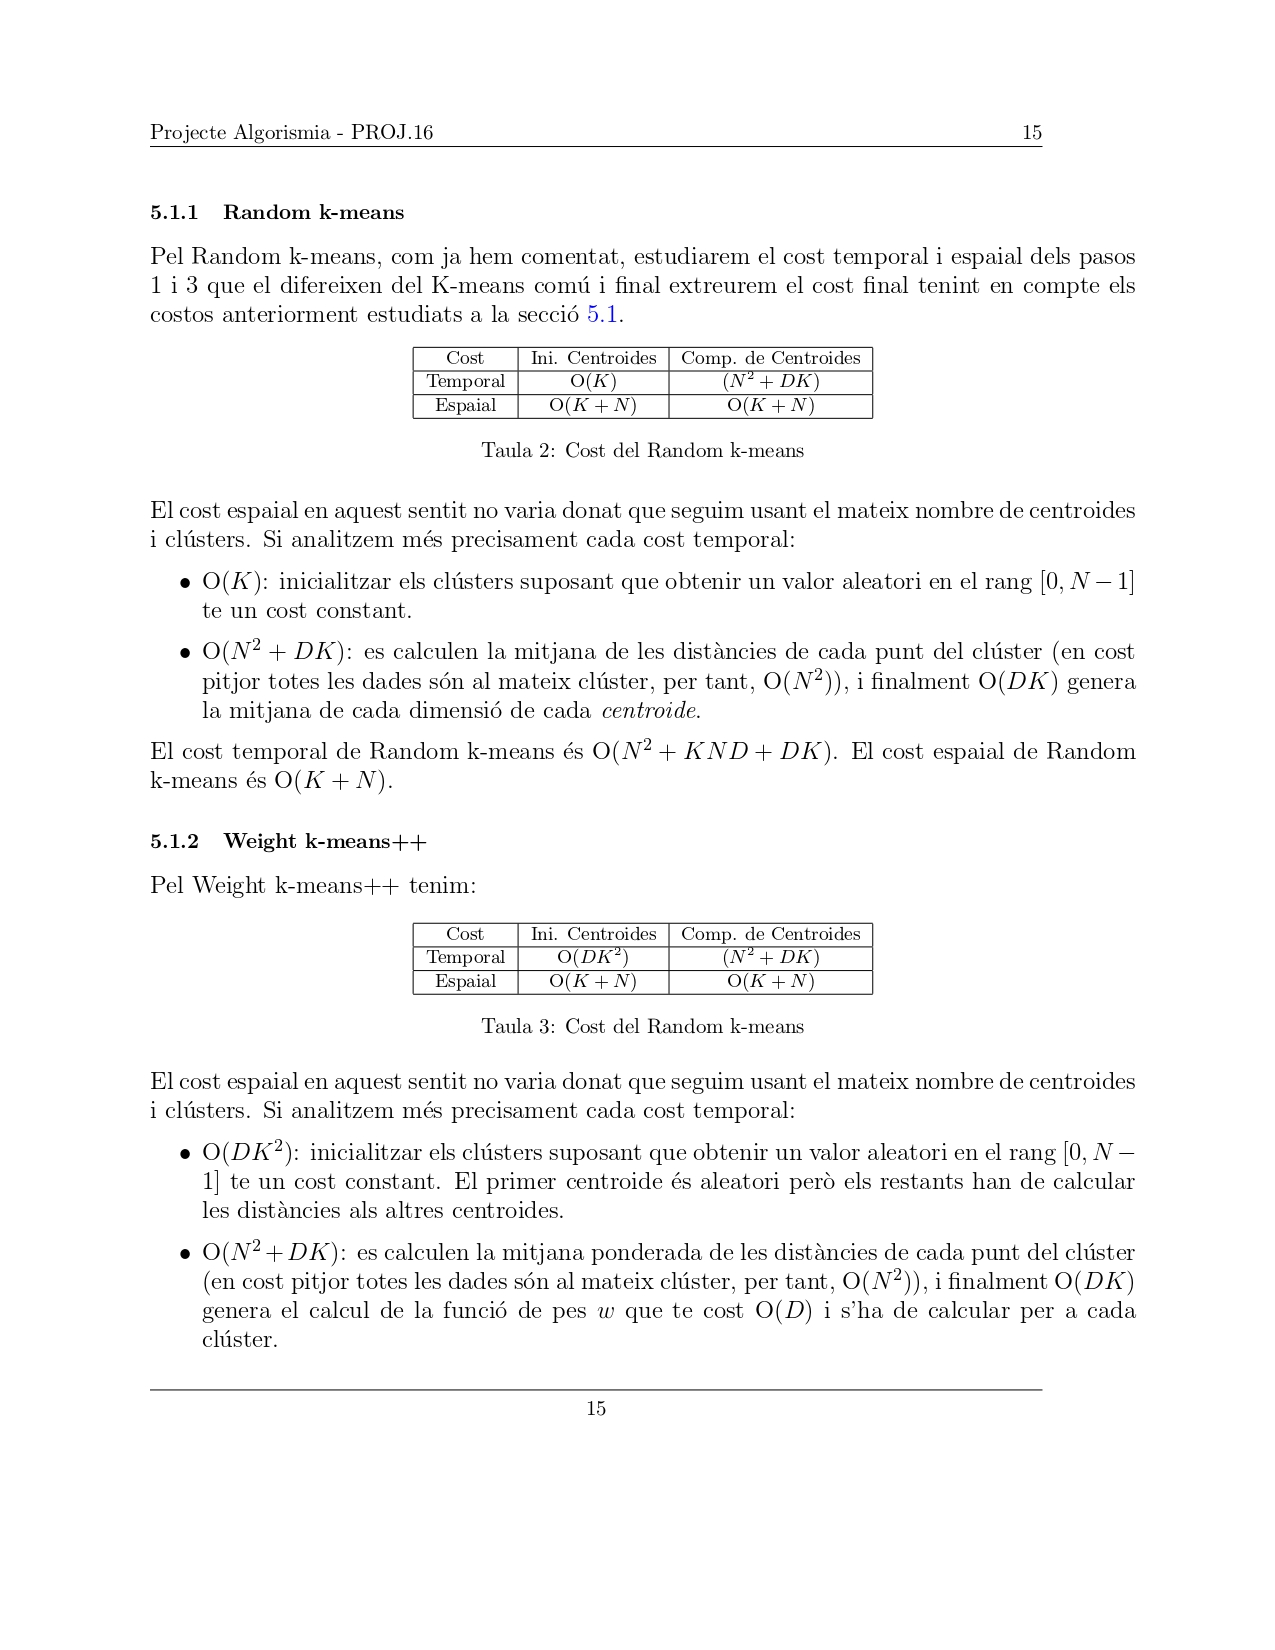 Projecte Algorismia - PROJ.16 15
5.1.1 Random k-means
Pel Random k-means, com ja hem comentat, estudiarem el cost temporal i espaial dels pasos
1 i 3 que el difereixen del K-means comú i final extreurem el cost final tenint en compte els
costos anteriorment estudiats a la secció 5.1.
Cost Ini. Centroides Comp. de Centroides
Temporal O(K) (N² + DK)
Espaial O(K + N) O(K + N)
Taula 2: Cost del Random k-means
El cost espaial en aquest sentit no varia donat que seguim usant el mateix nombre de centroides
i clústers. Si analitzem més precisament cada cost temporal:
• O(K): inicialitzar els clústers suposant que obtenir un valor aleatori en el rang [0, N − 1]
te un cost constant.
• O(N² + DK): es calculen la mitjana de les distàncies de cada punt del clúster (en cost
pitjor totes les dades són al mateix clúster, per tant, O(N²)), i finalment O(DK) genera
la mitjana de cada dimensió de cada centroide.
El cost temporal de Random k-means és O(N² + KND + DK). El cost espaial de Random
k-means és O(K + N).
5.1.2 Weight k-means++
Pel Weight k-means++ tenim:
Cost Ini. Centroides Comp. de Centroides
Temporal O(DK²) (N² + DK)
Espaial O(K + N) O(K + N)
Taula 3: Cost del Random k-means
El cost espaial en aquest sentit no varia donat que seguim usant el mateix nombre de centroides
i clústers. Si analitzem més precisament cada cost temporal:
• O(DK²): inicialitzar els clústers suposant que obtenir un valor aleatori en el rang [0, N −
1] te un cost constant. El primer centroide és aleatori però els restants han de calcular
les distàncies als altres centroides.
• O(N² + DK): es calculen la mitjana ponderada de les distàncies de cada punt del clúster
(en cost pitjor totes les dades són al mateix clúster, per tant, O(N²)), i finalment O(DK)
genera el calcul de la funció de pes w que te cost O(D) i s'ha de calcular per a cada
clúster.
15